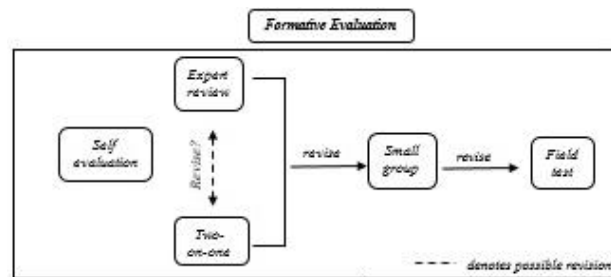 Formative Evaluation
Expert
review
Self
evaluation
Revise?
revise
Small
group
revise
Field
test
Two-
on-one
denotes possible revision